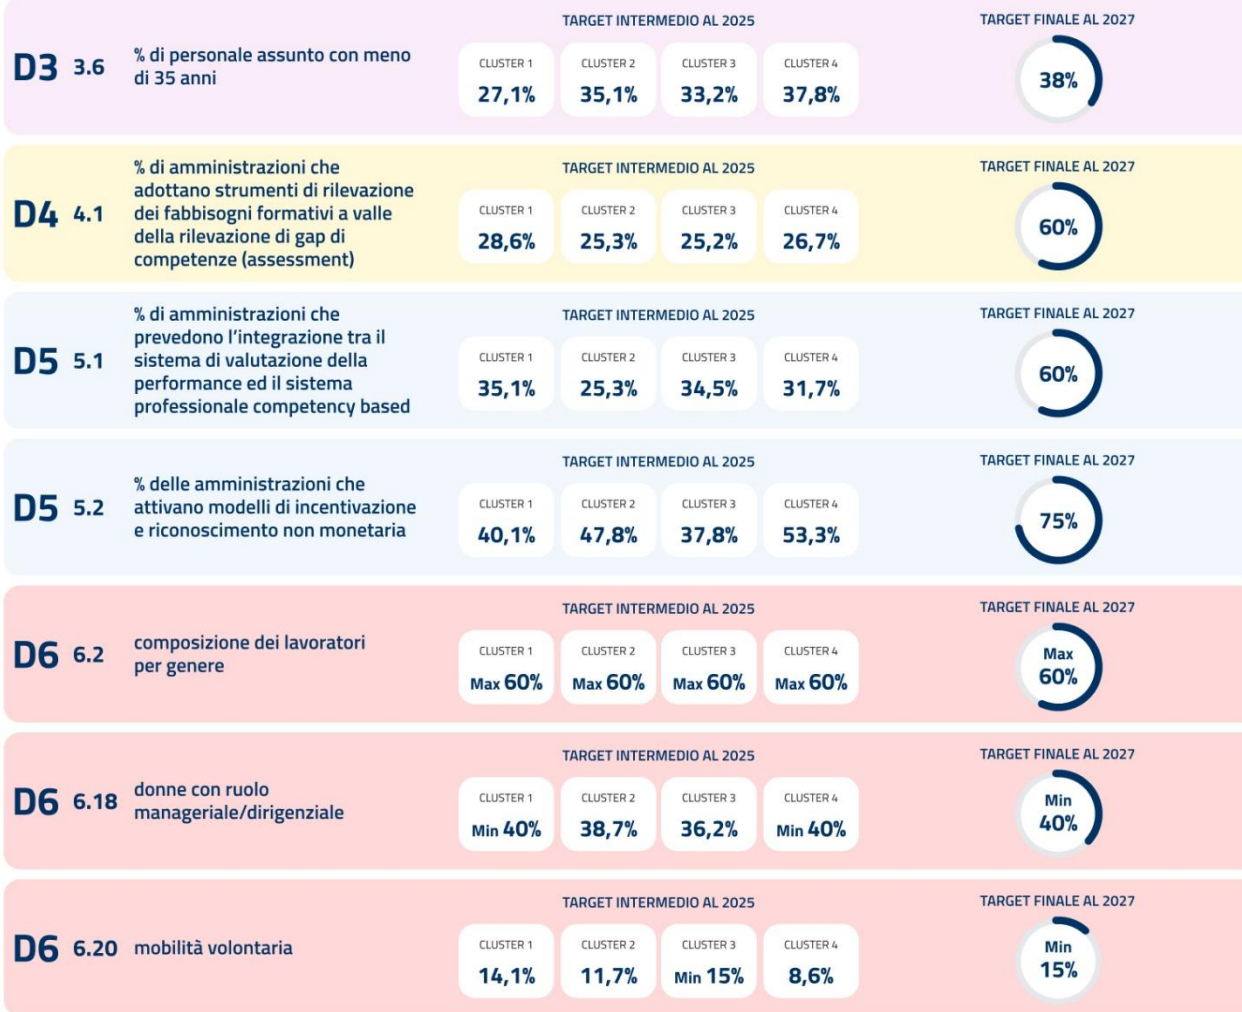 D3 3.6 % di personale assunto con meno
di 35 anni
TARGET INTERMEDIO AL 2025
CLUSTER 1 CLUSTER 2 CLUSTER 3 CLUSTER 4
27,1% 35,1% 33,2% 37,8%
TARGET FINALE AL 2027
38%
D4 4.1 % di amministrazioni che
adottano strumenti di rilevazione
dei fabbisogni formativi a valle
della rilevazione di gap di
competenze (assessment)
TARGET INTERMEDIO AL 2025
CLUSTER 1 CLUSTER 2 CLUSTER 3 CLUSTER 4
28,6% 25,3% 25,2% 26,7%
TARGET FINALE AL 2027
60%
D5 5.1 % di amministrazioni che
prevedono l’integrazione tra il
sistema di valutazione della
performance ed il sistema
professionale competency based
TARGET INTERMEDIO AL 2025
CLUSTER 1 CLUSTER 2 CLUSTER 3 CLUSTER 4
35,1% 25,3% 34,5% 31,7%
TARGET FINALE AL 2027
60%
D5 5.2 % delle amministrazioni che
attivano modelli di incentivazione
e riconoscimento non monetaria
TARGET INTERMEDIO AL 2025
CLUSTER 1 CLUSTER 2 CLUSTER 3 CLUSTER 4
40,1% 47,8% 37,8% 53,3%
TARGET FINALE AL 2027
75%
D6 6.2 composizione dei lavoratori
per genere
TARGET INTERMEDIO AL 2025
CLUSTER 1 CLUSTER 2 CLUSTER 3 CLUSTER 4
Max 60% Max 60% Max 60% Max 60%
TARGET FINALE AL 2027
Max
60%
D6 6.18 donne con ruolo
manageriale/dirigenziale
TARGET INTERMEDIO AL 2025
CLUSTER 1 CLUSTER 2 CLUSTER 3 CLUSTER 4
Min 40% 38,7% 36,2% Min 40%
TARGET FINALE AL 2027
Min
40%
D6 6.20 mobilità volontaria
TARGET INTERMEDIO AL 2025
CLUSTER 1 CLUSTER 2 CLUSTER 3 CLUSTER 4
14,1% 11,7% Min 15% 8,6%
TARGET FINALE AL 2027
Min
15%